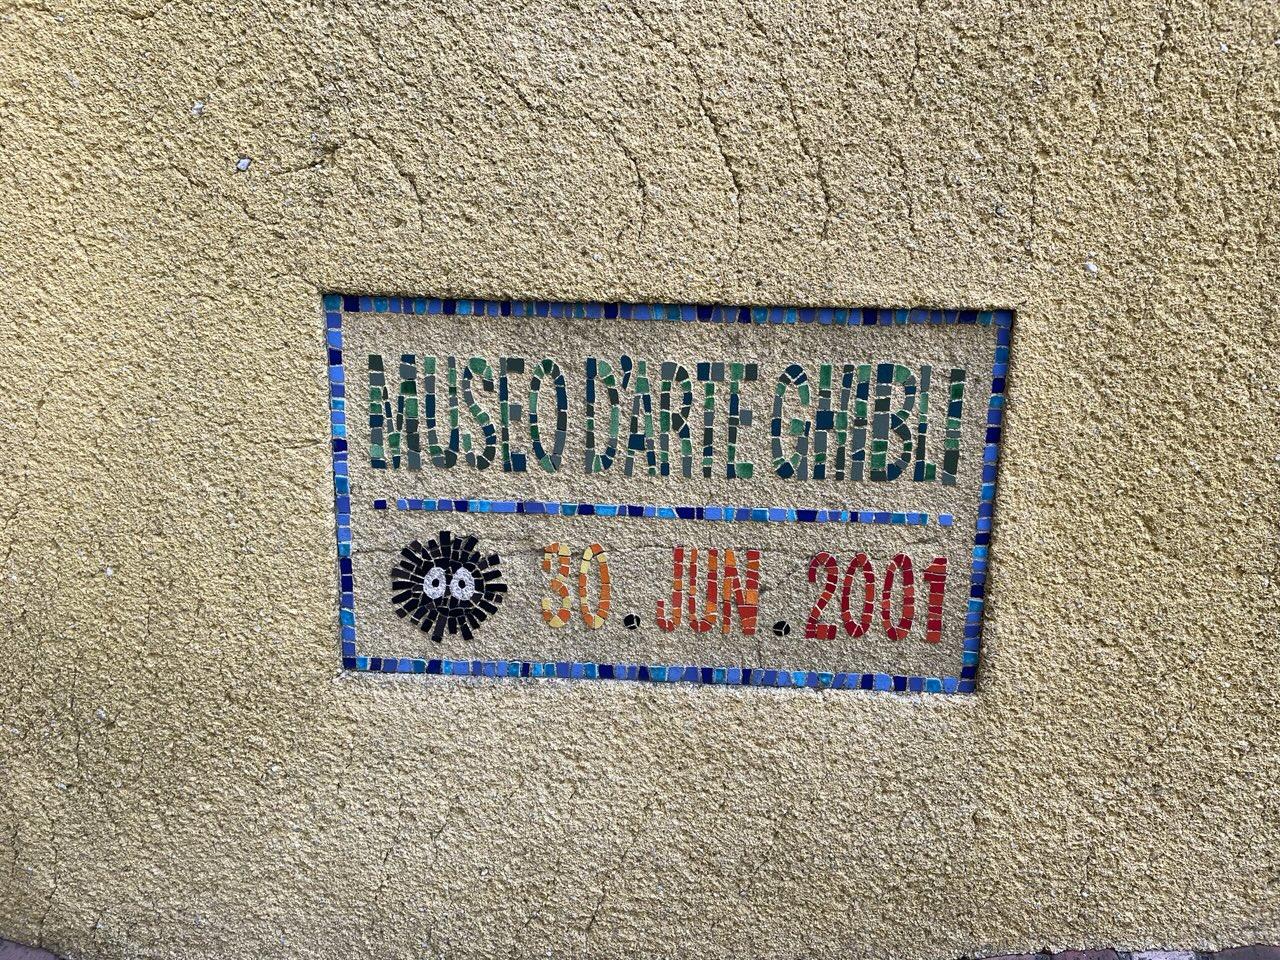 MUSEO D'ARTE GHIBLI
30. JUN. 2001